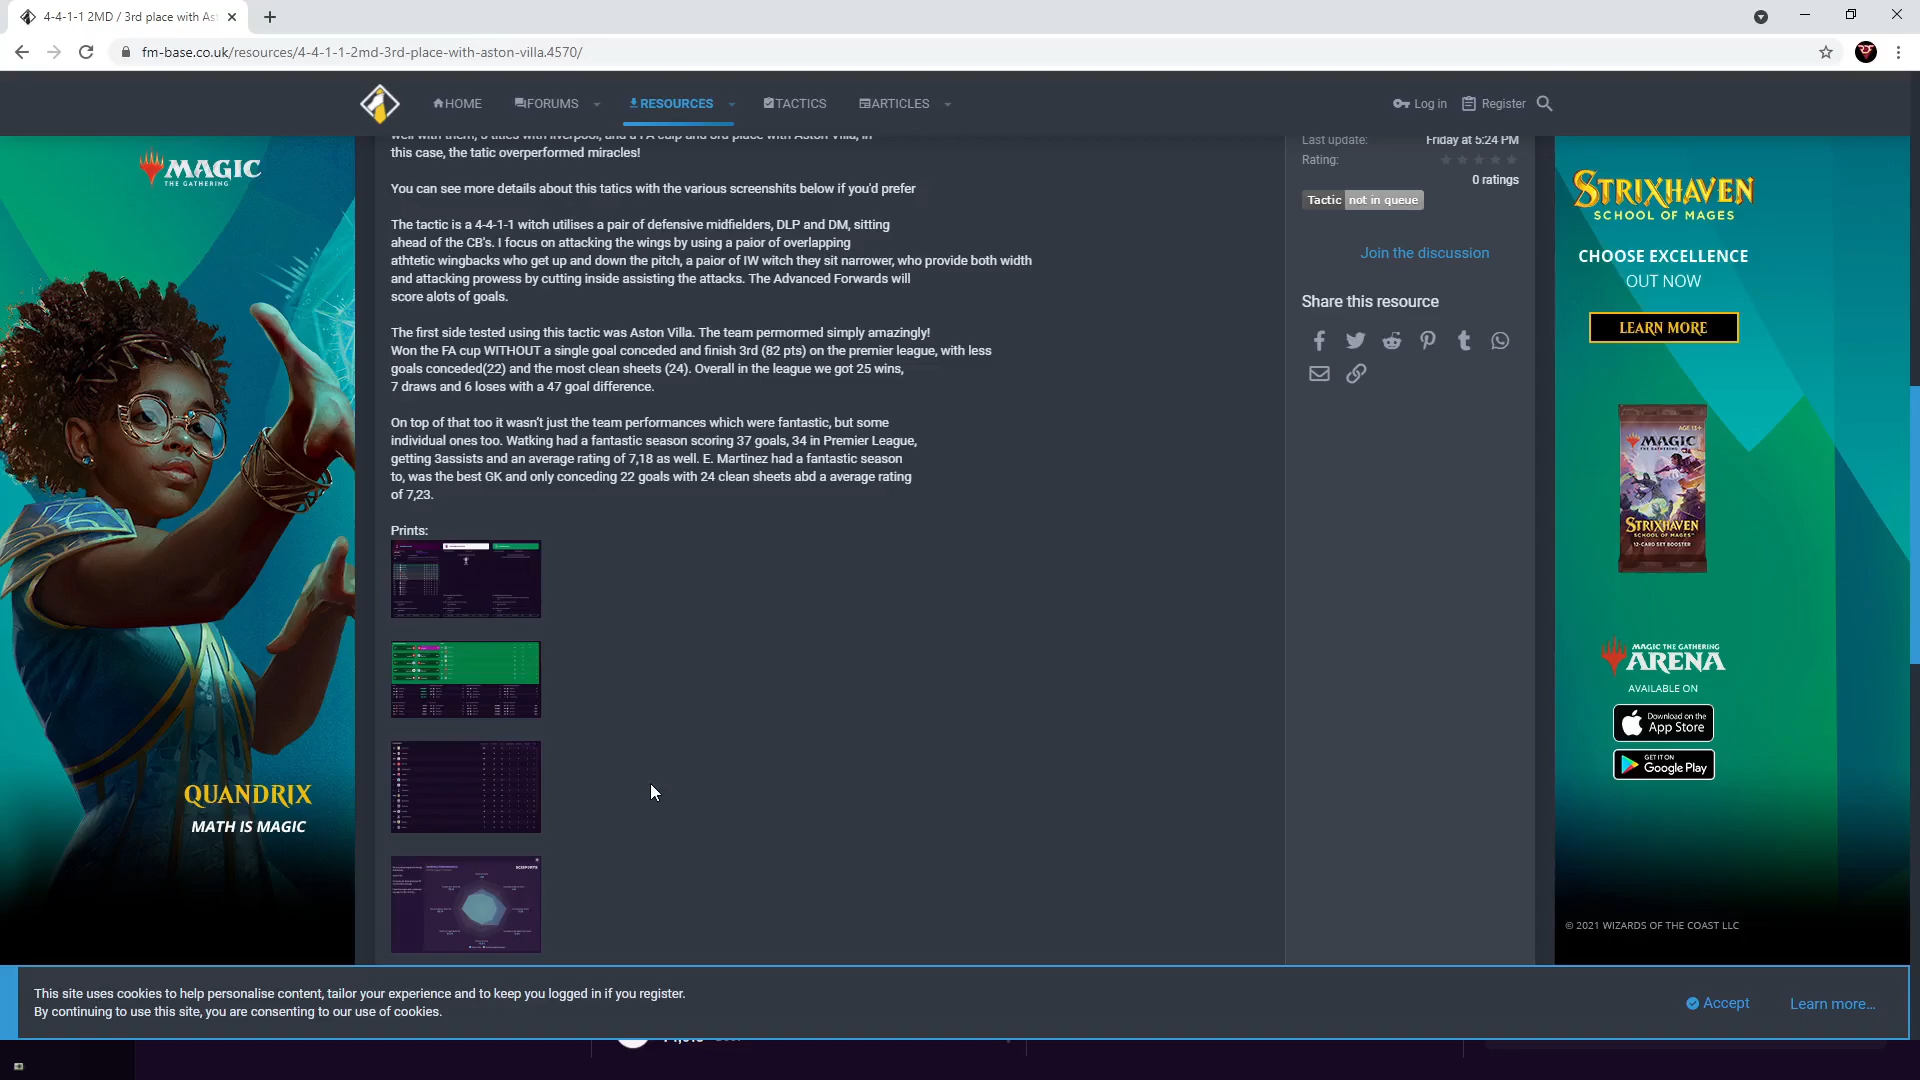 4-4-1-1 2MD / 3rd place with Ast
fm-base.co.uk/resources/4-4-1-1-2md-3rd-place-with-aston-villa.4570/
HOME
FORUMS
RESOURCES
TACTICS
ARTICLES
Log in
Register
this case, the tatic overperformed miracles!
You can see more details about this tatics with the various screenshits below if you'd prefer
The tactic is a 4-4-1-1 witch utilises a pair of defensive midfielders, DLP and DM, sitting
ahead of the CB's. I focus on attacking the wings by using a paior of overlapping
athtetic wingbacks who get up and down the pitch, a paior of IW witch they sit narrower, who provide both width
and attacking prowess by cutting inside assisting the attacks. The Advanced Forwards will
score alots of goals.
The first side tested using this tactic was Aston Villa. The team permormed simply amazingly!
Won the FA cup WITHOUT a single goal conceded and finish 3rd (82 pts) on the premier league, with less
goals conceded(22) and the most clean sheets (24). Overall in the league we got 25 wins,
7 draws and 6 loses with a 47 goal difference.
On top of that too it wasn't just the team performances which were fantastic, but some
individual ones too. Watking had a fantastic season scoring 37 goals, 34 in Premier League,
getting 3assists and an average rating of 7,18 as well. E. Martinez had a fantastic season
to, was the best GK and only conceding 22 goals with 24 clean sheets abd a average rating
of 7,23.
Prints:
Last update:
Friday at 5:24 PM
Rating:
0 ratings
Tactic not in queue
Join the discussion
Share this resource
MAGIC
THE GATHERING
QUANDRIX
MATH IS MAGIC
STRIXHAVEN
SCHOOL OF MAGES
CHOOSE EXCELLENCE
OUT NOW
LEARN MORE
AGE 13+
MAGIC
THE GATHERING
STRIXHAVEN
SCHOOL OF MAGES
12-CARD SET BOOSTER
MAGIC THE GATHERING
ARENA
AVAILABLE ON
Download on the
App Store
GET IT ON
Google Play
© 2021 WIZARDS OF THE COAST LLC
This site uses cookies to help personalise content, tailor your experience and to keep you logged in if you register.
By continuing to use this site, you are consenting to our use of cookies.
Accept
Learn more…